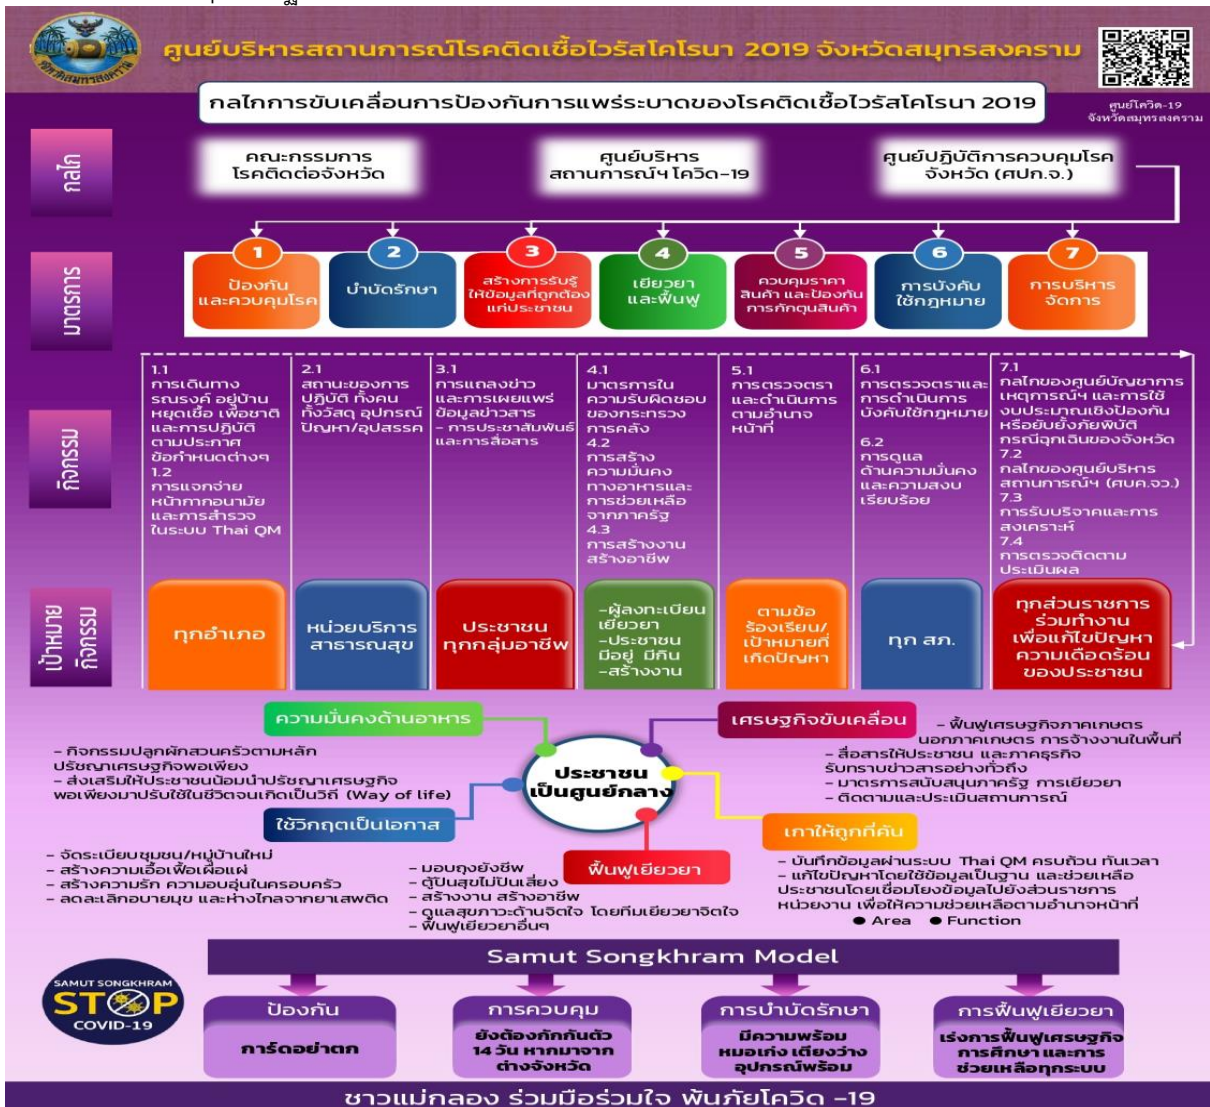 ศูนย์บริหารสถานการณ์โรคติดเชื้อไวรัสโคโรนา 2019 จังหวัดสมุทรสงคราม
ศูนย์โควิด-19
จังหวัดสมุทรสงคราม
กลไกการขับเคลื่อนการป้องกันการแพร่ระบาดของโรคติดเชื้อไวรัสโคโรนา 2019
กลไก
คณะกรรมการ
โรคติดต่อจังหวัด
ศูนย์บริหาร
สถานการณ์ฯ โควิด-19
ศูนย์ปฏิบัติการควบคุมโรค
จังหวัด (ศปก.จ.)
มาตรการ
1
ป้องกัน
และควบคุมโรค
2
บำบัดรักษา
3
สร้างการรับรู้
ให้ข้อมูลที่ถูกต้อง
แก่ประชาชน
4
เยียวยา
และฟื้นฟู
5
ควบคุมราคา
สินค้า และป้องกัน
การกักตุนสินค้า
6
การบังคับ
ใช้กฎหมาย
7
การบริหาร
จัดการ
กิจกรรม
1.1
การเดินทาง
รณรงค์ อยู่บ้าน
หยุดเชื้อ เพื่อชาติ
และการปฏิบัติ
ตามประกาศ
ข้อกำหนดต่างๆ
1.2
การแจกจ่าย
หน้ากากอนามัย
และการสำรวจ
ในระบบ Thai QM
2.1
สถานะของการ
ปฏิบัติ ทั้งคน
ทั้งวัสดุ อุปกรณ์
ปัญหา/อุปสรรค
3.1
การแถลงข่าว
และการเผยแพร่
ข้อมูลข่าวสาร
- การประชาสัมพันธ์
และการสื่อสาร
4.1
มาตรการใน
ความรับผิดชอบ
ของกระทรวง
การคลัง
4.2
การสร้าง
ความมั่นคง
ทางอาหารและ
การช่วยเหลือ
จากภาครัฐ
4.3
การสร้างงาน
สร้างอาชีพ
5.1
การตรวจตรา
และดำเนินการ
ตามอำนาจ
หน้าที่
6.1
การตรวจตราและ
การดำเนินการ
บังคับใช้กฎหมาย
6.2
การดูแล
ด้านความมั่นคง
และความสงบ
เรียบร้อย
7.1
กลไกของศูนย์บัญชาการ
เหตุการณ์ฯ และการใช้
งบประมาณเชิงป้องกัน
หรือยับยั้งภัยพิบัติ
กรณีฉุกเฉินของจังหวัด
7.2
กลไกของศูนย์บริหาร
สถานการณ์ฯ (ศบค.จว.)
7.3
การรับบริจาคและการ
สงเคราะห์
7.4
การตรวจติดตาม
ประเมินผล
เป้าหมาย
กิจกรรม
ทุกอำเภอ
หน่วยบริการ
สาธารณสุข
ประชาชน
ทุกกลุ่มอาชีพ
-ผู้ลงทะเบียน
เยียวยา
-ประชาชน
มีอยู่ มีกิน
-สร้างงาน
ตามข้อ
ร้องเรียน/
เป้าหมายที่
เกิดปัญหา
ทุก สภ.
ทุกส่วนราชการ
ร่วมทำงาน
เพื่อแก้ไขปัญหา
ความเดือดร้อน
ของประชาชน
ประชาชน
เป็นศูนย์กลาง
ความมั่นคงด้านอาหาร
- กิจกรรมปลูกผักสวนครัวตามหลัก
ปรัชญาเศรษฐกิจพอเพียง
- ส่งเสริมให้ประชาชนน้อมนำปรัชญาเศรษฐกิจ
พอเพียงมาปรับใช้ในชีวิตจนเกิดเป็นวิถี (Way of life)
เศรษฐกิจขับเคลื่อน
- ฟื้นฟูเศรษฐกิจภาคเกษตร
นอกภาคเกษตร การจ้างงานในพื้นที่
- สื่อสารให้ประชาชน และภาคธุรกิจ
รับทราบข่าวสารอย่างทั่วถึง
- มาตรการสนับสนุนภาครัฐ การเยียวยา
- ติดตามและประเมินสถานการณ์
ใช้วิกฤตเป็นโอกาส
- จัดระเบียบชุมชน/หมู่บ้านใหม่
- สร้างความเอื้อเฟื้อเผื่อแผ่
- สร้างความรัก ความอบอุ่นในครอบครัว
- ลดละเลิกอบายมุข และห่างไกลจากยาเสพติด
ฟื้นฟูเยียวยา
- มอบถุงยังชีพ
- ตู้ปันสุขไม่ปันเสี่ยง
- สร้างงาน สร้างอาชีพ
- ดูแลสุขภาวะด้านจิตใจ โดยทีมเยียวยาจิตใจ
- ฟื้นฟูเยียวยาอื่นๆ
เกาให้ถูกที่คัน
- บันทึกข้อมูลผ่านระบบ Thai QM ครบถ้วน ทันเวลา
- แก้ไขปัญหาโดยใช้ข้อมูลเป็นฐาน และช่วยเหลือ
ประชาชนโดยเชื่อมโยงข้อมูลไปยังส่วนราชการ
หน่วยงาน เพื่อให้ความช่วยเหลือตามอำนาจหน้าที่
● Area ● Function
SAMUT SONGKHRAM
STOP
COVID-19
Samut Songkhram Model
ป้องกัน
การ์ดอย่าตก
การควบคุม
ยังต้องกักกันตัว
14 วัน หากมาจาก
ต่างจังหวัด
การบำบัดรักษา
มีความพร้อม
หมอเก่ง เตียงว่าง
อุปกรณ์พร้อม
การฟื้นฟูเยียวยา
เร่งการฟื้นฟูเศรษฐกิจ
การศึกษา และการ
ช่วยเหลือทุกระบบ
ชาวแม่กลอง ร่วมมือร่วมใจ พ้นภัยโควิด -19